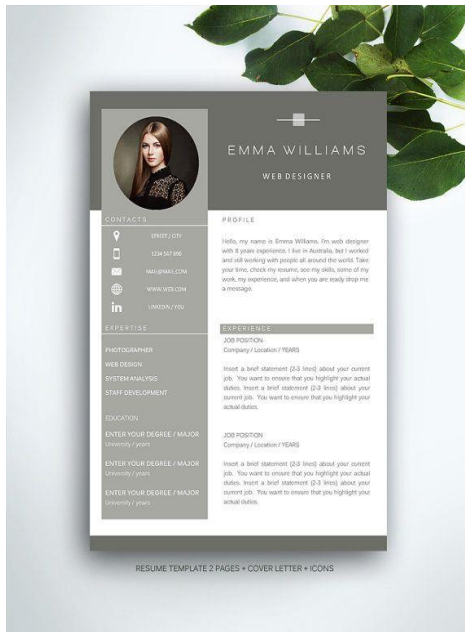 EMMA WILLIAMS
WEB DESIGNER
CONTACTS
STREET / CITY
1234 567 890
MAIL@MAIL.COM
WWW.WEB.COM
in
LINKEDIN / YOU
EXPERTISE
PHOTOGRAPHER
WEB DESIGN
SYSTEM ANALYSIS
STAFF DEVELOPMENT
EDUCATION
ENTER YOUR DEGREE / MAJOR
University / years
ENTER YOUR DEGREE / MAJOR
University / years
ENTER YOUR DEGREE / MAJOR
University / years
PROFILE
Hello, my name is Emma Williams. I'm web designer
with 8 years experience. I live in Australia, but I worked
and still working with people all around the world. Take
your time, check my resume, see my skills, some of my
work, my experience, and when you are ready drop me
a message.
EXPERIENCE
JOB POSITION
Company / Location / YEARS
Insert a brief statement (2-3 lines) about your current
job. You want to ensure that you highlight your actual
duties. Insert a brief statement (2-3 lines) about your
current job. You want to ensure that you highlight your
actual duties.
JOB POSITION
Company / Location / YEARS
Insert a brief statement (2-3 lines) about your current
job. You want to ensure that you highlight your actual
duties. Insert a brief statement (2-3 lines) about your
current job. You want to ensure that you highlight your
actual duties.
RESUME TEMPLATE 2 PAGES + COVER LETTER + ICONS